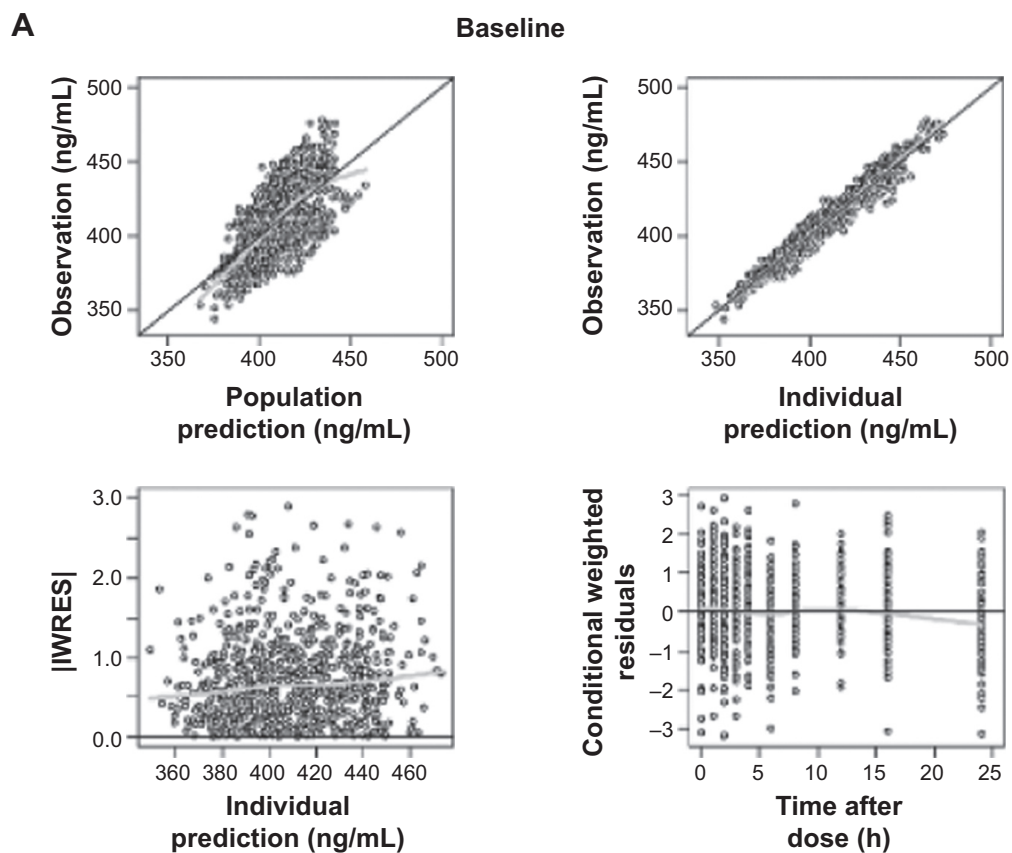 A
Baseline
Observation (ng/mL)
500
450
400
350
350 400 450 500
Population
prediction (ng/mL)
Observation (ng/mL)
500
450
400
350
350 400 450 500
Individual
prediction (ng/mL)
|IWRES|
3.0
2.0
1.0
0.0
360 380 400 420 440 460
Individual
prediction (ng/mL)
Conditional weighted
residuals
3
2
1
0
–1
–2
–3
0 5 10 15 20 25
Time after
dose (h)